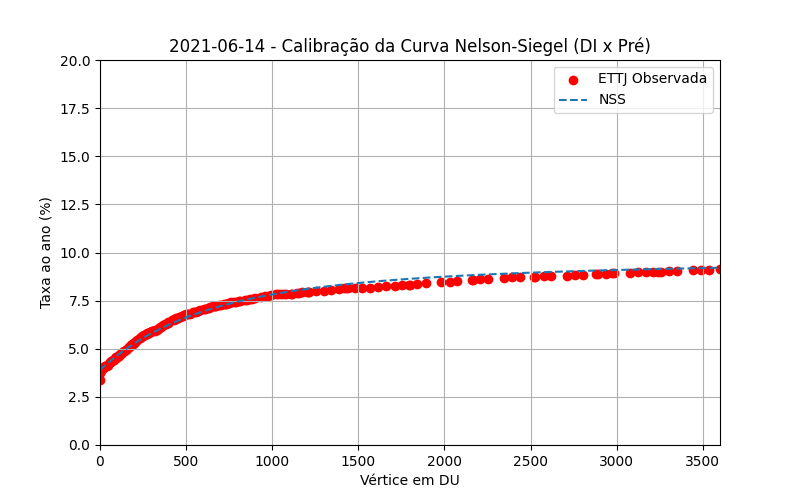 2021-06-14 - Calibração da Curva Nelson-Siegel (DI x Pré)
ETTJ Observada
NSS
Taxa ao ano (%)
20.0
17.5
15.0
12.5
10.0
7.5
5.0
2.5
0.0
0 500 1000 1500 2000 2500 3000 3500
Vértice em DU